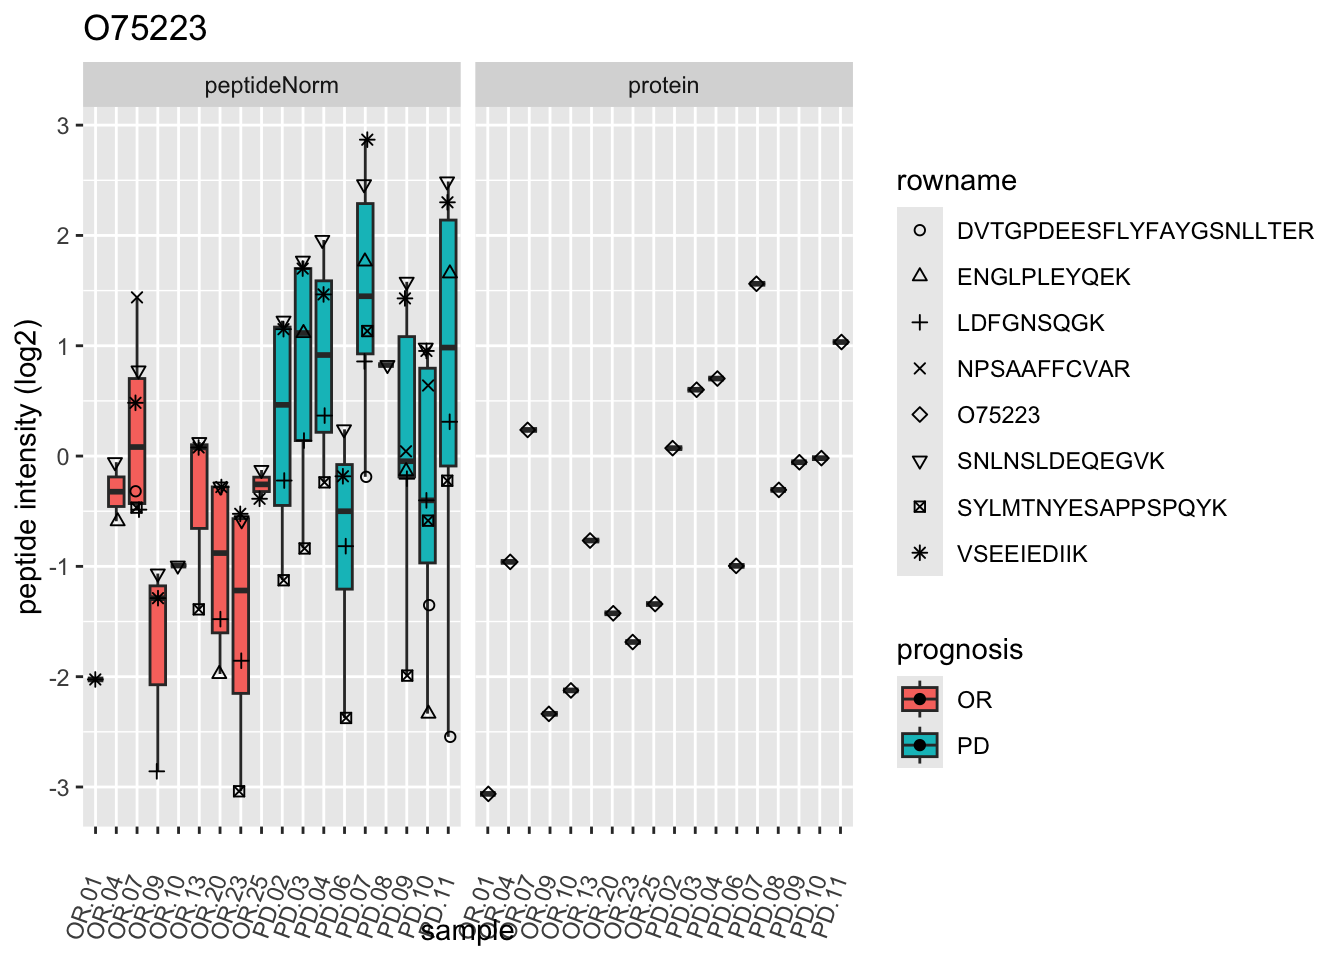 O75223
peptideNorm
protein
peptide intensity (log2)
3
2
1
0
-1
-2
-3
OR.01
OR.04
OR.07
OR.09
OR.10
OR.13
OR.20
OR.23
OR.25
PD.02
PD.03
PD.04
PD.06
PD.07
PD.08
PD.09
PD.10
PD.11
OR.01
OR.04
OR.07
OR.09
OR.10
OR.13
OR.20
OR.23
OR.25
PD.02
PD.03
PD.04
PD.06
PD.07
PD.08
PD.09
PD.10
PD.11
sample
rowname
DVTGPDEESFLYFAYGSNLLTER
ENGLPLEYQEK
LDFGNSQGK
NPSAAFFCVAR
O75223
SNLNSLDEQEGVK
SYLMTNYESAPPSPQYK
VSEEIEDIIK
prognosis
OR
PD